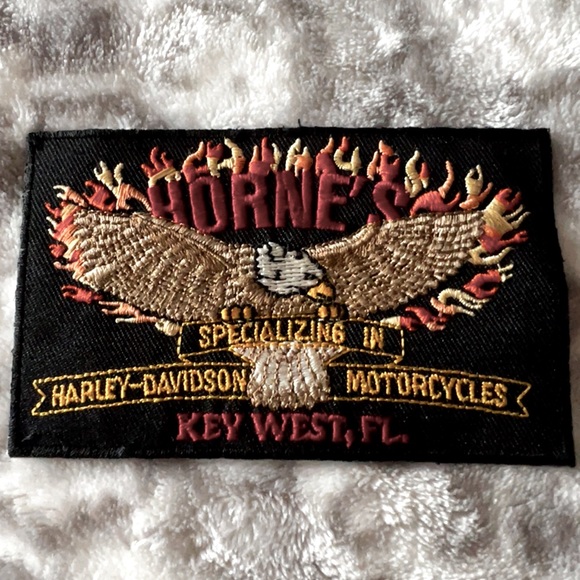 HORNE'S
SPECIALIZING IN
HARLEY-DAVIDSON MOTORCYCLES
KEY WEST, FL.